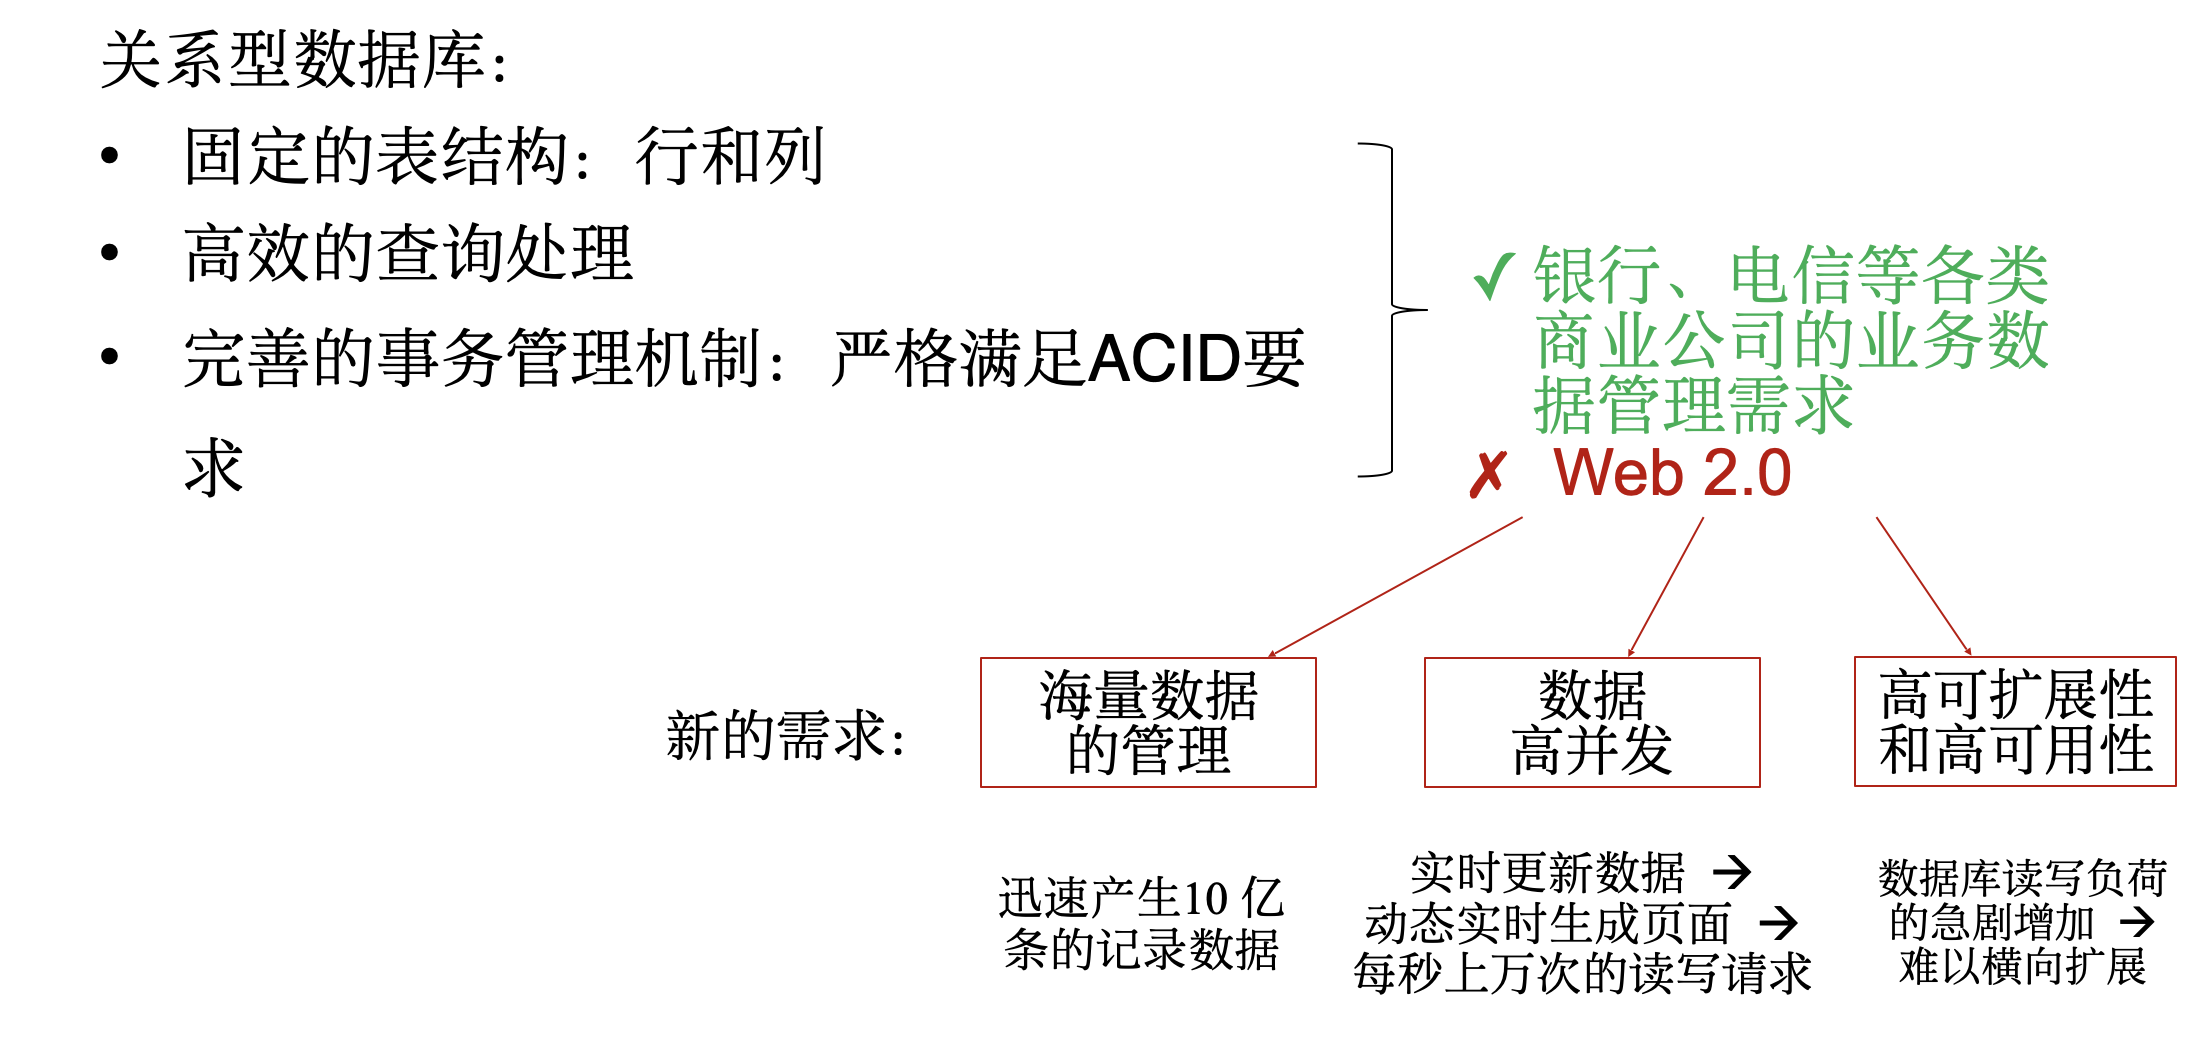 关系型数据库：
• 固定的表结构：行和列
• 高效的查询处理
• 完善的事务管理机制：严格满足ACID要
求
✓ 银行、电信等各类
商业公司的业务数
据管理需求
✗ Web 2.0
新的需求：
海量数据
的管理
数据
高并发
高可扩展性
和高可用性
迅速产生10 亿
条的记录数据
实时更新数据 →
动态实时生成页面 →
每秒上万次的读写请求
数据库读写负荷
的急剧增加 →
难以横向扩展